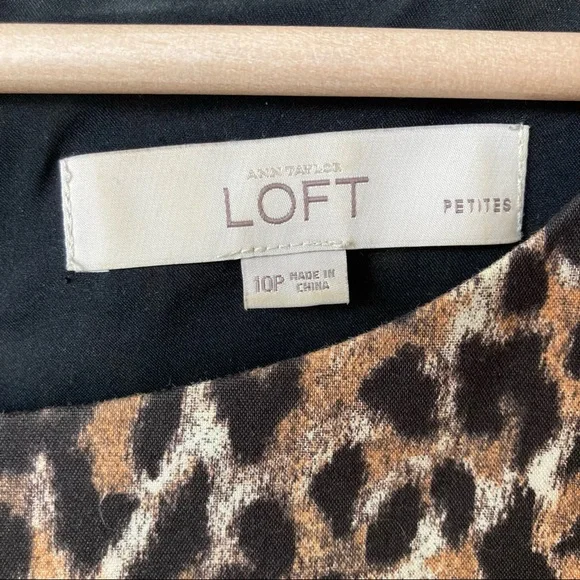 ANN TAYLOR
LOFT
PETITES
10P MADE IN
CHINA